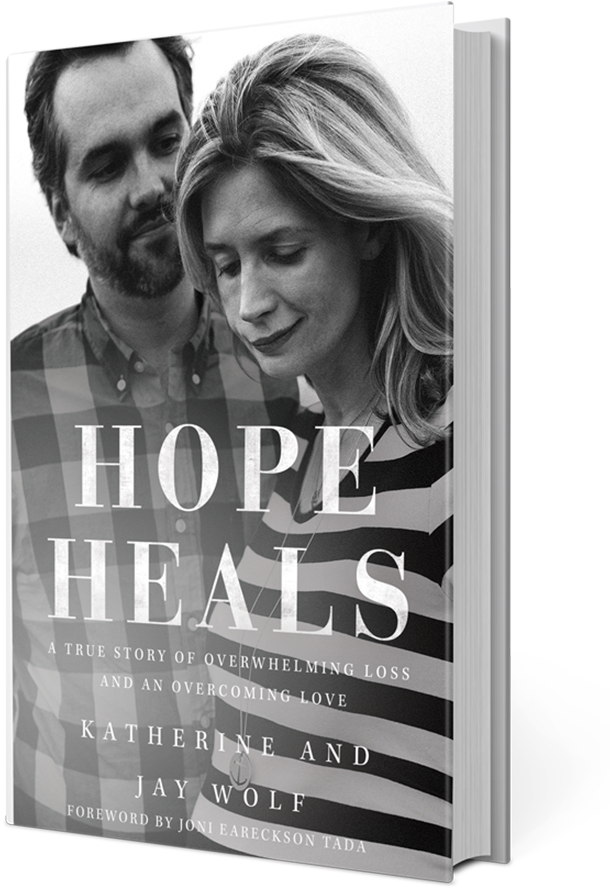 HOPE
HEALS
A TRUE STORY OF OVERWHELMING LOSS
AND AN OVERCOMING LOVE
KATHERINE AND
JAY WOLF
FOREWORD BY JONI EARECKSON TADA